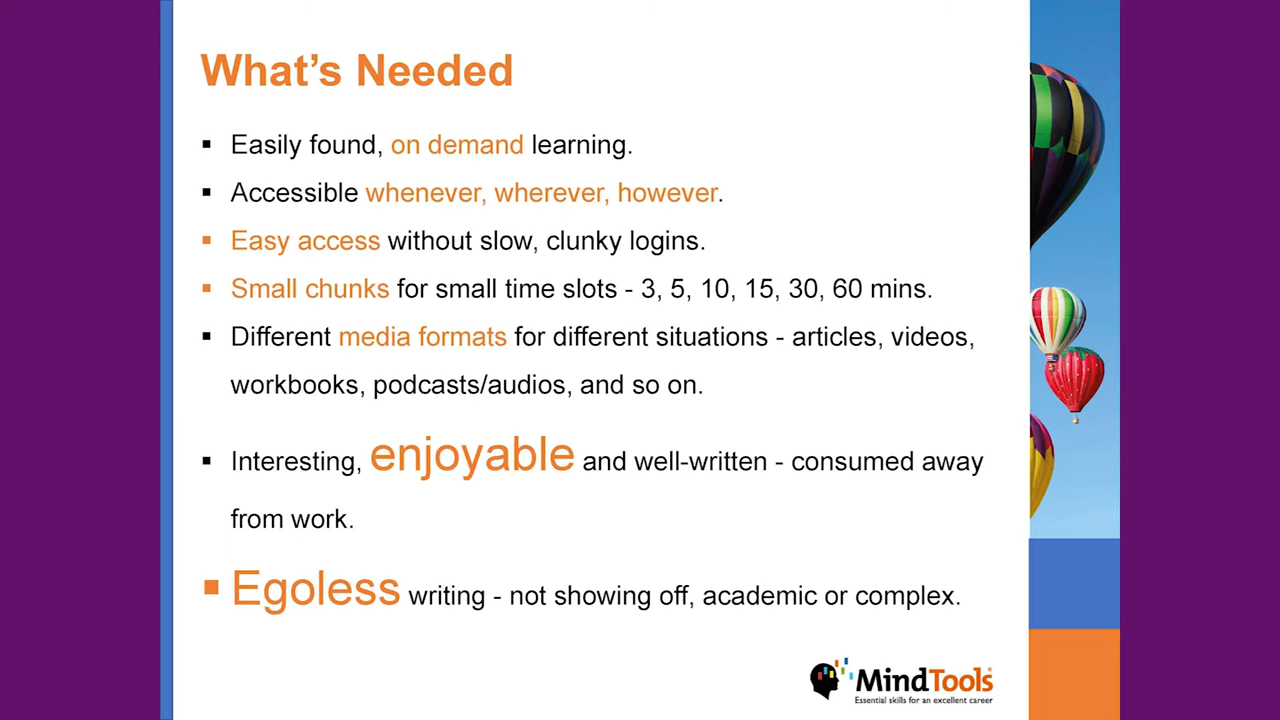 What's Needed
▪ Easily found, on demand learning.
▪ Accessible whenever, wherever, however.
▪ Easy access without slow, clunky logins.
▪ Small chunks for small time slots - 3, 5, 10, 15, 30, 60 mins.
▪ Different media formats for different situations - articles, videos,
workbooks, podcasts/audios, and so on.
▪ Interesting, enjoyable and well-written - consumed away
from work.
▪ Egoless writing - not showing off, academic or complex.
MindTools®
Essential skills for an excellent career